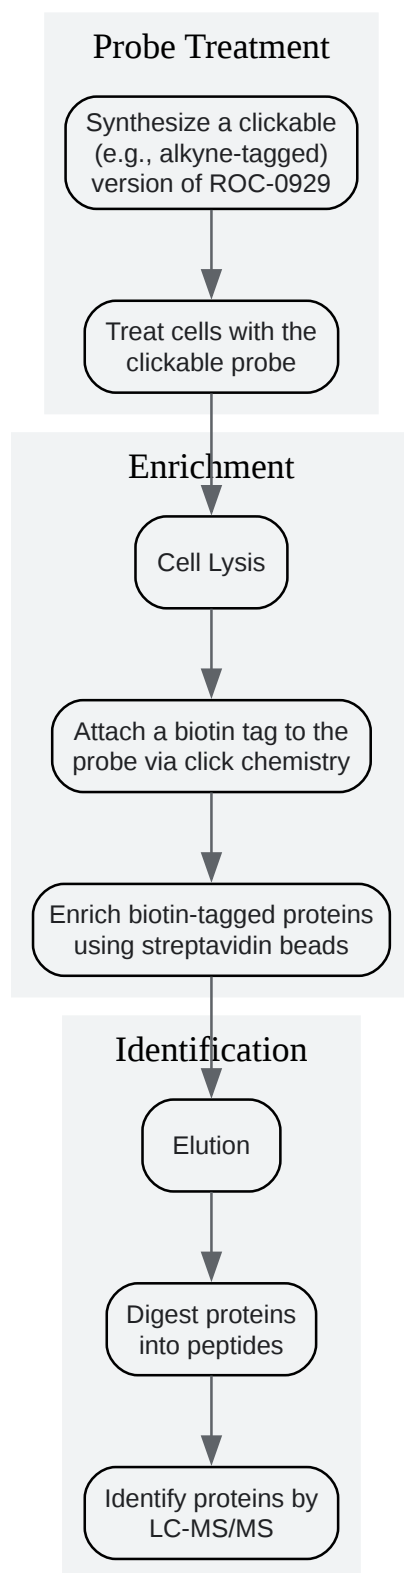 Probe Treatment
Synthesize a clickable
(e.g., alkyne-tagged)
version of ROC-0929
Treat cells with the
clickable probe
Enrichment
Cell Lysis
Attach a biotin tag to the
probe via click chemistry
Enrich biotin-tagged proteins
using streptavidin beads
Identification
Elution
Digest proteins
into peptides
Identify proteins by
LC-MS/MS